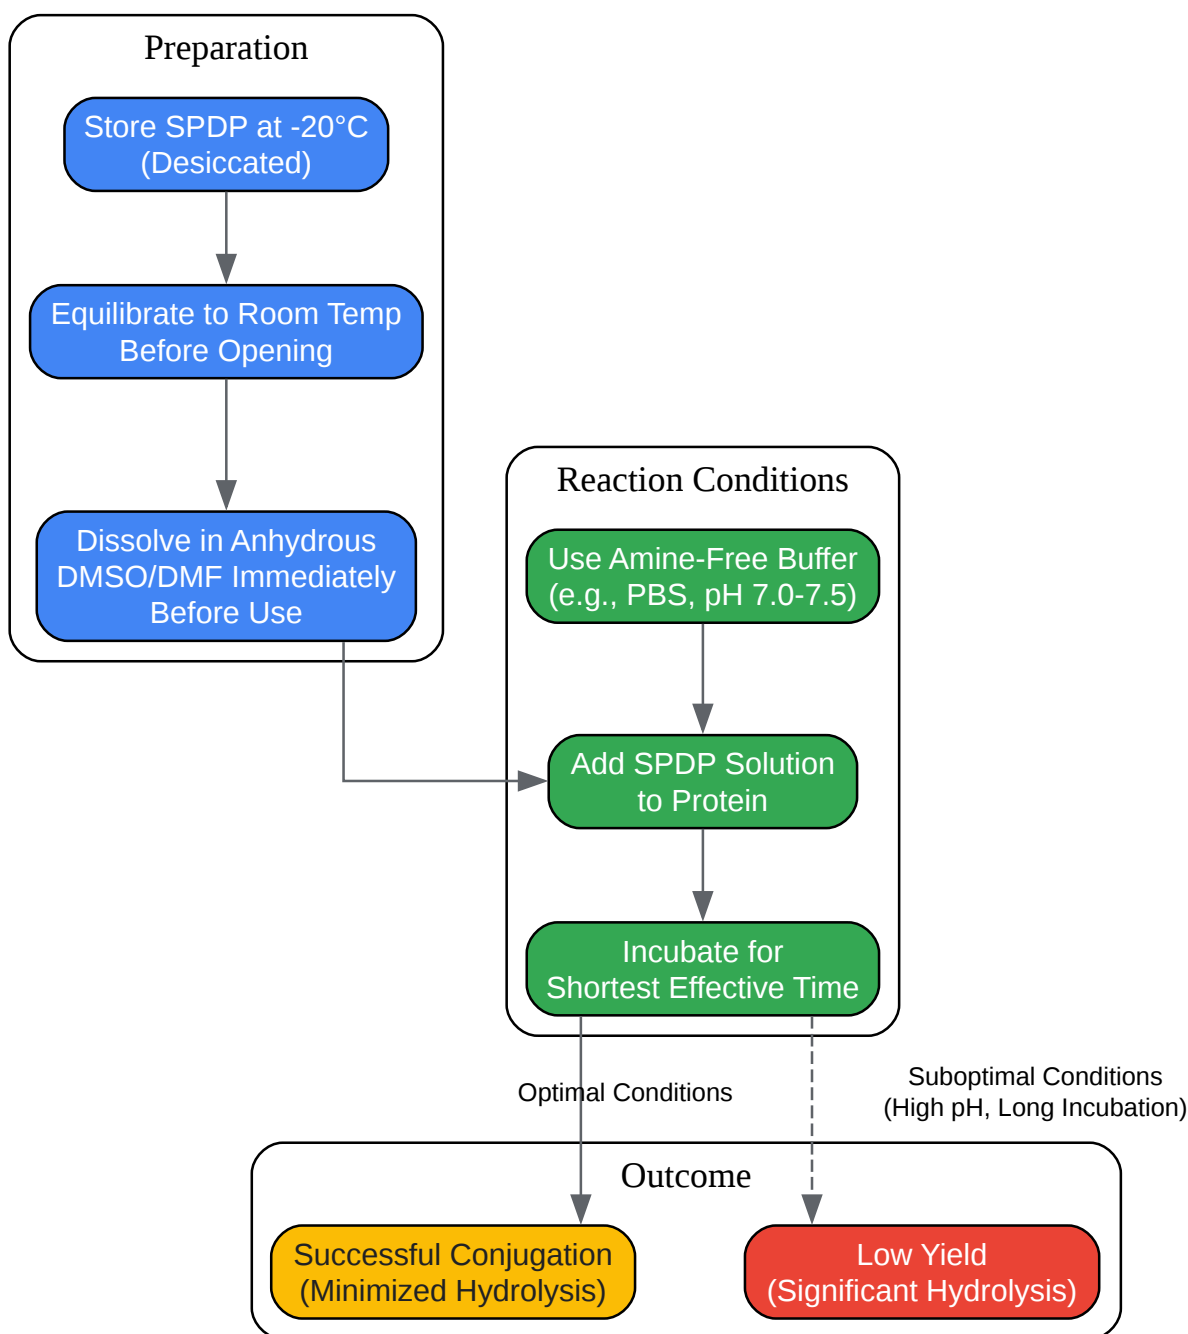 Preparation
Store SPDP at -20°C
(Desiccated)
Equilibrate to Room Temp
Before Opening
Dissolve in Anhydrous
DMSO/DMF Immediately
Before Use
Reaction Conditions
Use Amine-Free Buffer
(e.g., PBS, pH 7.0-7.5)
Add SPDP Solution
to Protein
Incubate for
Shortest Effective Time
Optimal Conditions
Suboptimal Conditions
(High pH, Long Incubation)
Outcome
Successful Conjugation
(Minimized Hydrolysis)
Low Yield
(Significant Hydrolysis)